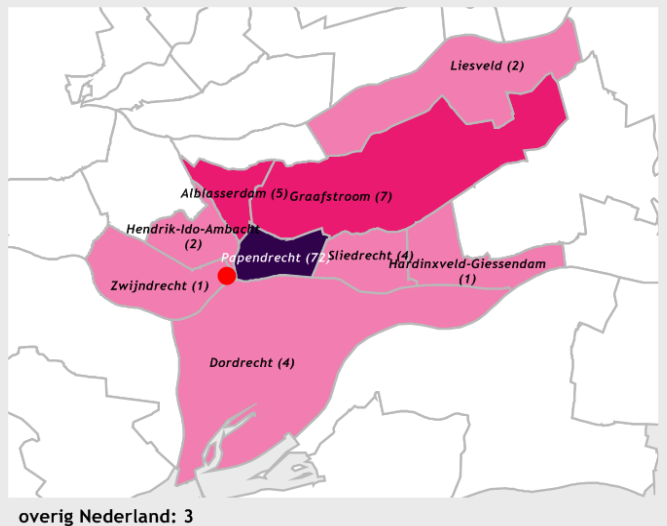 Liesveld (2)
Alblasserdam (5)
Graafstroom (7)
Hendrik-Ido-Ambacht
(2)
Papendrecht (72)
Sliedrecht (4)
Hardinxveld-Giessendam
(1)
Zwijndrecht (1)
Dordrecht (4)
overig Nederland: 3